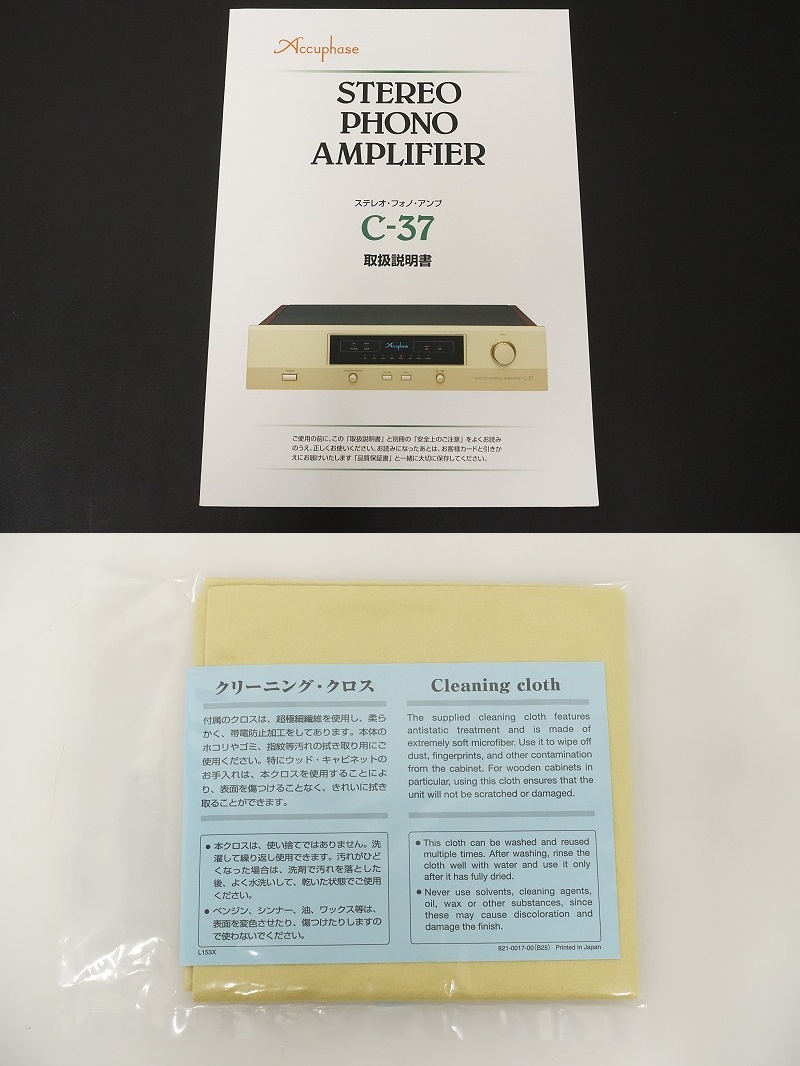 Accuphase
STEREO
PHONO
AMPLIFIER
ステレオ・フォノ・アンプ
C-37
取扱説明書
Accuphase
ご使用の前に、この「取扱説明書」と別冊の「安全上のご注意」をよくお読み
のうえ、正しくお使いください。お読みになったあとは、お客様カードと引きか
えにお届けいたします「品質保証書」と一緒に大切に保存してください。
クリーニング・クロス
付属のクロスは、超極細繊維を使用し、柔ら
かく、帯電防止加工をしてあります。本体の
ホコリやゴミ、指紋等汚れの拭き取り用にご
使用ください。特にウッド・キャビネットの
お手入れは、本クロスを使用することによ
り、表面を傷つけることなく、きれいに拭き
取ることができます。
● 本クロスは、使い捨てではありません。洗
濯して繰り返し使用できます。汚れがひど
くなった場合は、洗剤で汚れを落とした
後、よく水洗いして、乾いた状態でご使用
ください。
● ベンジン、シンナー、油、ワックス等は、
表面を変色させたり、傷つけたりしますの
で使わないでください。
L153X
Cleaning cloth
The supplied cleaning cloth features
antistatic treatment and is made of
extremely soft microfiber. Use it to wipe off
dust, fingerprints, and other contamination
from the cabinet. For wooden cabinets in
particular, using this cloth ensures that the
unit will not be scratched or damaged.
● This cloth can be washed and reused
multiple times. After washing, rinse the
cloth well with water and use it only
after it has fully dried.
● Never use solvents, cleaning agents,
oil, wax or other substances, since
these may cause discoloration and
damage the finish.
821-0017-00(B25) Printed in Japan